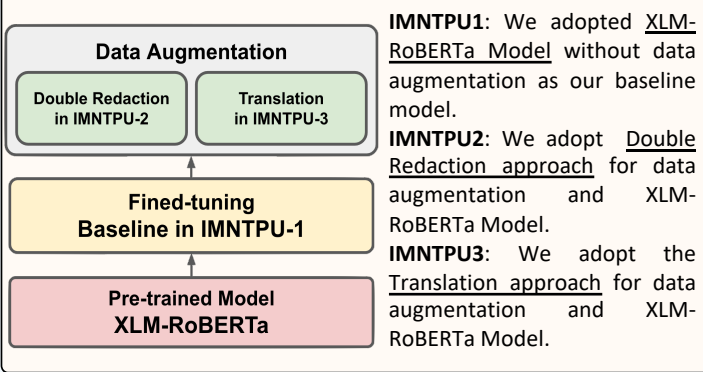 Data Augmentation
Double Redaction
in IMNTPU-2
Translation
in IMNTPU-3
Fined-tuning
Baseline in IMNTPU-1
Pre-trained Model
XLM-RoBERTa
IMNTPU1: We adopted XLM-
RoBERTa Model without data
augmentation as our baseline
model.
IMNTPU2: We adopt Double
Redaction approach for data
augmentation and XLM-
RoBERTa Model.
IMNTPU3: We adopt the
Translation approach for data
augmentation and XLM-
RoBERTa Model.